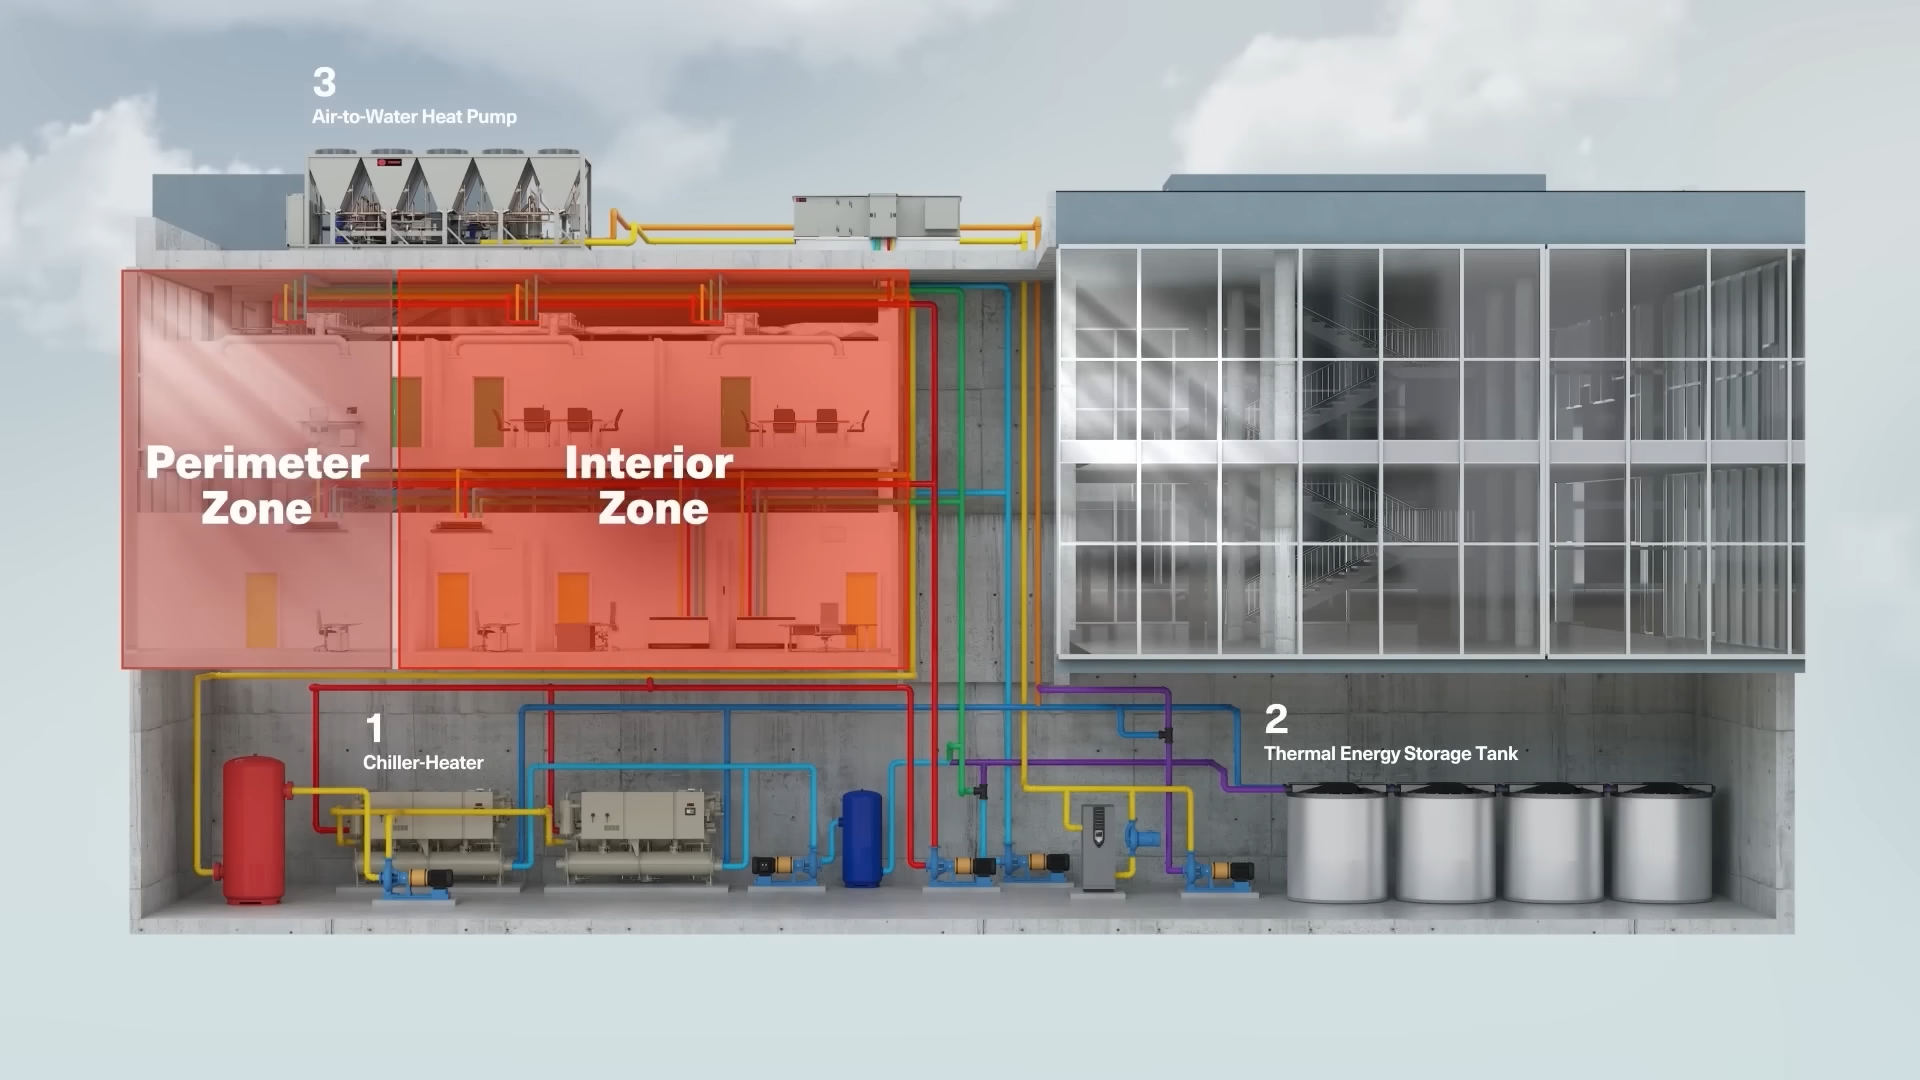 3
Air-to-Water Heat Pump
Perimeter
Zone
Interior
Zone
1
Chiller-Heater
2
Thermal Energy Storage Tank